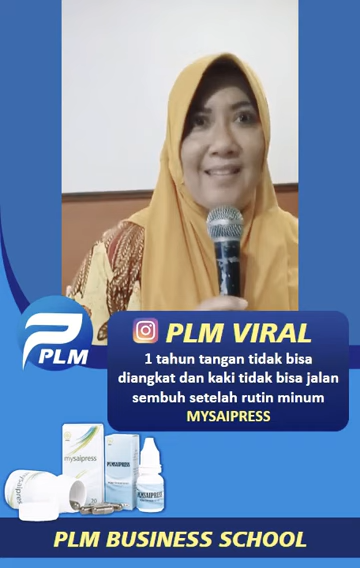 PLM VIRAL
PLM
1 tahun tangan tidak bisa
diangkat dan kaki tidak bisa jalan
sembuh setelah rutin minum
MYSAIPRESS
mysaipress
MYSAIPRESS
MYSAIPRESS
PLM BUSINESS SCHOOL